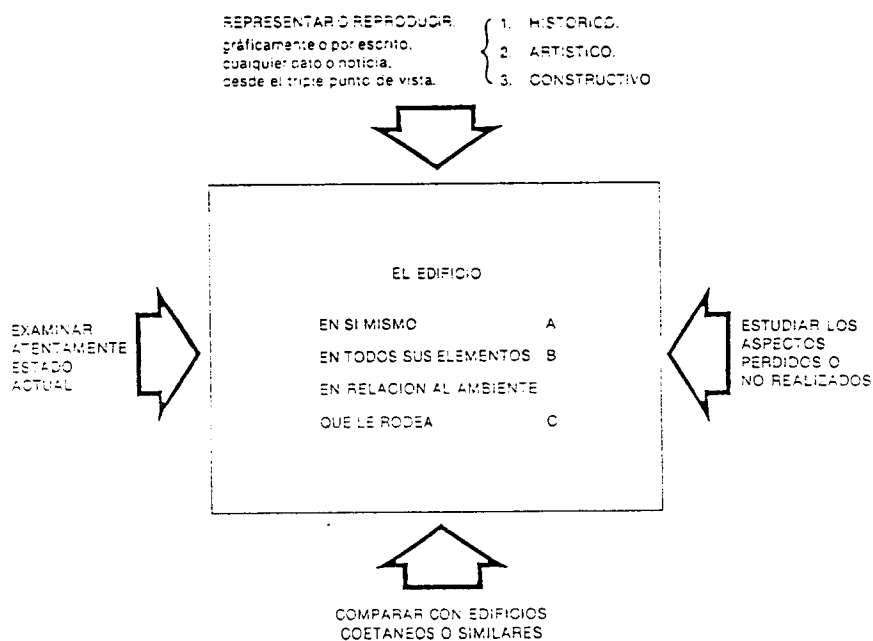 REPRESENTAR O REPRODUCIR,
gráficamente o por escrito,
cualquier dato o noticia,
desde el triple punto de vista.
1. HISTORICO.
2. ARTISTICO.
3. CONSTRUCTIVO
EL EDIFICIO
EN SI MISMO A
EN TODOS SUS ELEMENTOS B
EN RELACION AL AMBIENTE
QUE LE RODEA C
EXAMINAR
ATENTAMENTE
ESTADO
ACTUAL
ESTUDIAR LOS
ASPECTOS
PERDIDOS O
NO REALIZADOS
COMPARAR CON EDIFICIOS
COETANEOS O SIMILARES